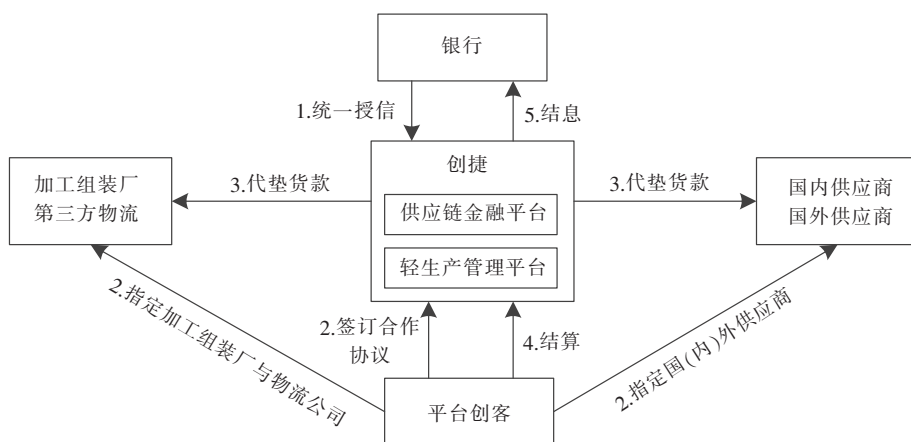 银行
1.统一授信
5.结息
创捷
加工组装厂
第三方物流
3.代垫货款
供应链金融平台
3.代垫货款
国内供应商
国外供应商
轻生产管理平台
2.指定加工组装厂与物流公司
2.签订合作
协议
4.结算
2.指定国(内)外供应商
平台创客